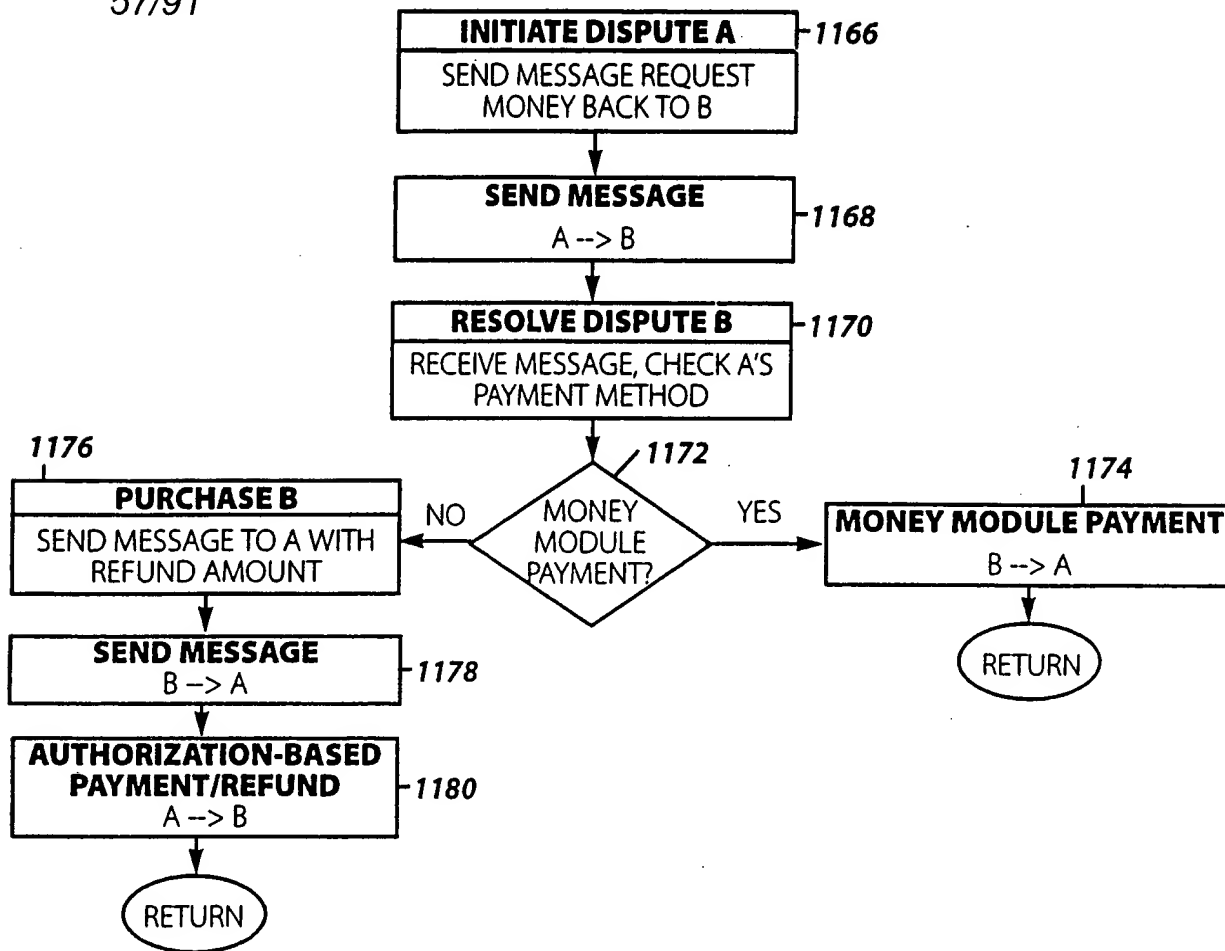 57/91
INITIATE DISPUTE A
1166
SEND MESSAGE REQUEST
MONEY BACK TO B
SEND MESSAGE
1168
A --> B
RESOLVE DISPUTE B
1170
RECEIVE MESSAGE, CHECK A'S
PAYMENT METHOD
1172
MONEY
MODULE
PAYMENT?
NO
YES
1176
PURCHASE B
SEND MESSAGE TO A WITH
REFUND AMOUNT
SEND MESSAGE
B --> A
1178
AUTHORIZATION-BASED
PAYMENT/REFUND
1180
A --> B
RETURN
1174
MONEY MODULE PAYMENT
B --> A
RETURN